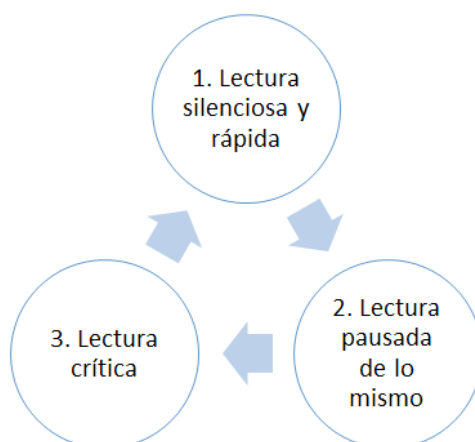 1. Lectura
silenciosa y
rápida
2. Lectura
pausada
de lo
mismo
3. Lectura
crítica